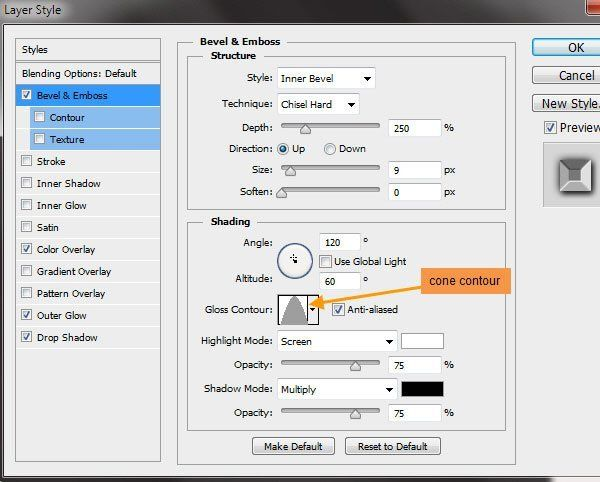 Layer Style
Styles
Blending Options: Default
Bevel & Emboss
Contour
Texture
Stroke
Inner Shadow
Inner Glow
Satin
Color Overlay
Gradient Overlay
Pattern Overlay
Outer Glow
Drop Shadow
Bevel & Emboss
Structure
Style: Inner Bevel
Technique: Chisel Hard
Depth: 250 %
Direction: Up Down
Size: 9 px
Soften: 0 px
Shading
Angle: 120 °
Use Global Light
Altitude: 60 °
cone contour
Gloss Contour: Anti-aliased
Highlight Mode: Screen
Opacity: 75 %
Shadow Mode: Multiply
Opacity: 75 %
Make Default Reset to Default
OK
Cancel
New Style..
Preview